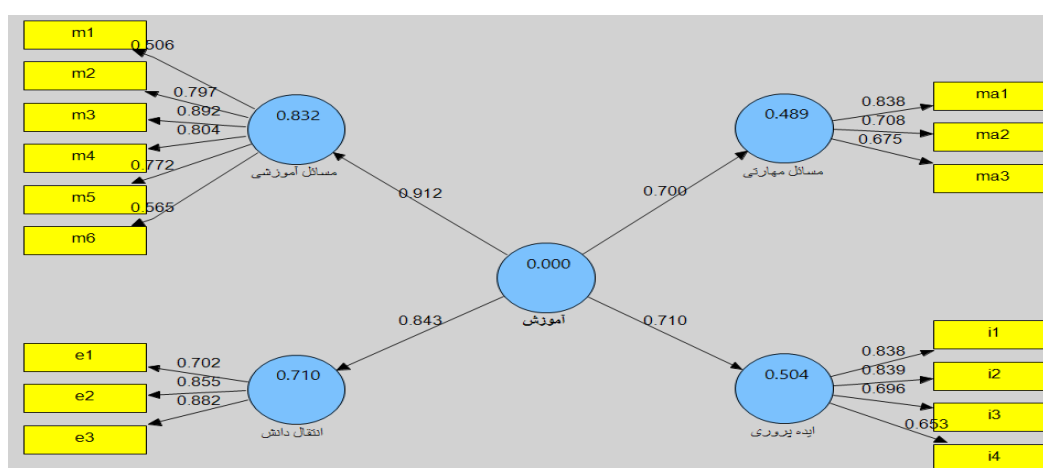 m1
0.506
m2
0.797
m3
0.892
m4
0.804
m5
0.772
m6
0.565
0.832
مسائل آموزشی
0.912
ma1
0.838
ma2
0.708
ma3
0.675
0.489
مسائل مهارتی
0.700
0.000
آموزش
0.843
0.710
e1
0.702
e2
0.855
e3
0.882
0.710
انتقال دانش
i1
0.838
i2
0.839
i3
0.696
i4
0.653
0.504
ایده پروری